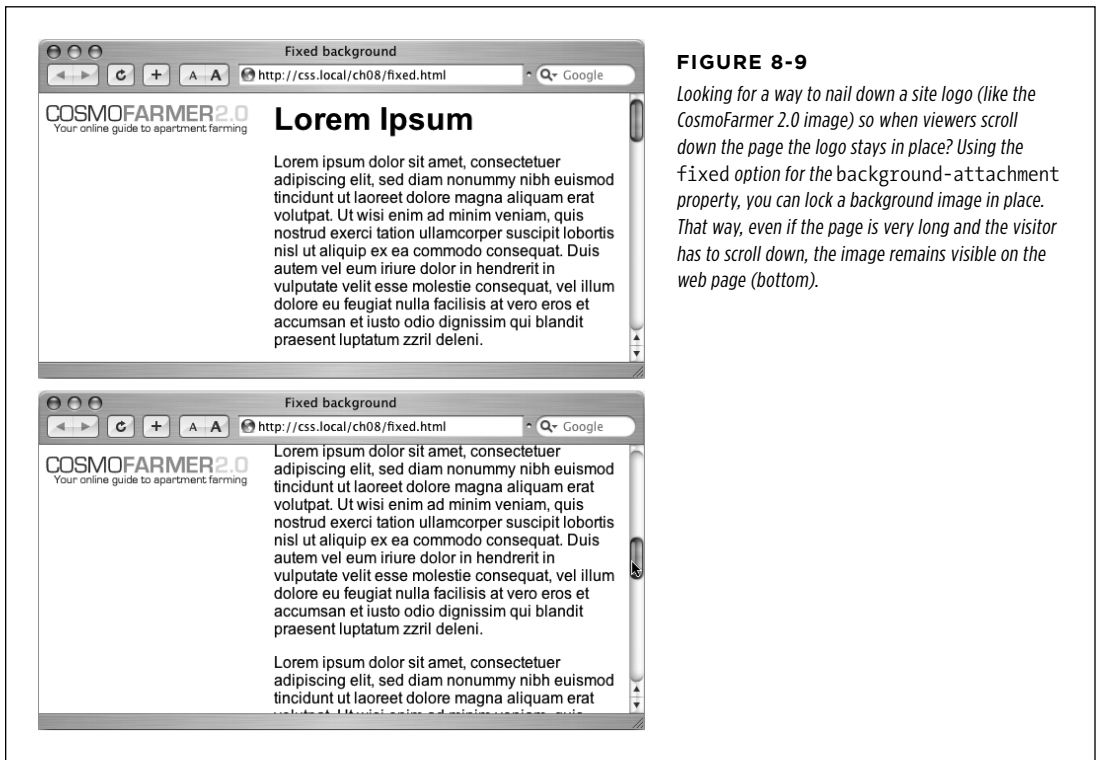 Fixed background
A A
http://css.local/ch08/fixed.html
Google
COSMOFARMER2.0
Your online guide to apartment farming
Lorem Ipsum
Lorem ipsum dolor sit amet, consectetuer
adipiscing elit, sed diam nonummy nibh euismod
tincidunt ut laoreet dolore magna aliquam erat
volutpat. Ut wisi enim ad minim veniam, quis
nostrud exerci tation ullamcorper suscipit lobortis
nisl ut aliquip ex ea commodo consequat. Duis
autem vel eum iriure dolor in hendrerit in
vulputate velit esse molestie consequat, vel illum
dolore eu feugiat nulla facilisis at vero eros et
accumsan et iusto odio dignissim qui blandit
praesent luptatum zzril deleni.
Fixed background
A A
http://css.local/ch08/fixed.html
Google
COSMOFARMER2.0
Your online guide to apartment farming
Lorem ipsum dolor sit amet, consectetuer
adipiscing elit, sed diam nonummy nibh euismod
tincidunt ut laoreet dolore magna aliquam erat
volutpat. Ut wisi enim ad minim veniam, quis
nostrud exerci tation ullamcorper suscipit lobortis
nisl ut aliquip ex ea commodo consequat. Duis
autem vel eum iriure dolor in hendrerit in
vulputate velit esse molestie consequat, vel illum
dolore eu feugiat nulla facilisis at vero eros et
accumsan et iusto odio dignissim qui blandit
praesent luptatum zzril deleni.
Lorem ipsum dolor sit amet, consectetuer
adipiscing elit, sed diam nonummy nibh euismod
tincidunt ut laoreet dolore magna aliquam erat
FIGURE 8-9
Looking for a way to nail down a site logo (like the
CosmoFarmer 2.0 image) so when viewers scroll
down the page the logo stays in place? Using the
fixed option for the background-attachment
property, you can lock a background image in place.
That way, even if the page is very long and the visitor
has to scroll down, the image remains visible on the
web page (bottom).